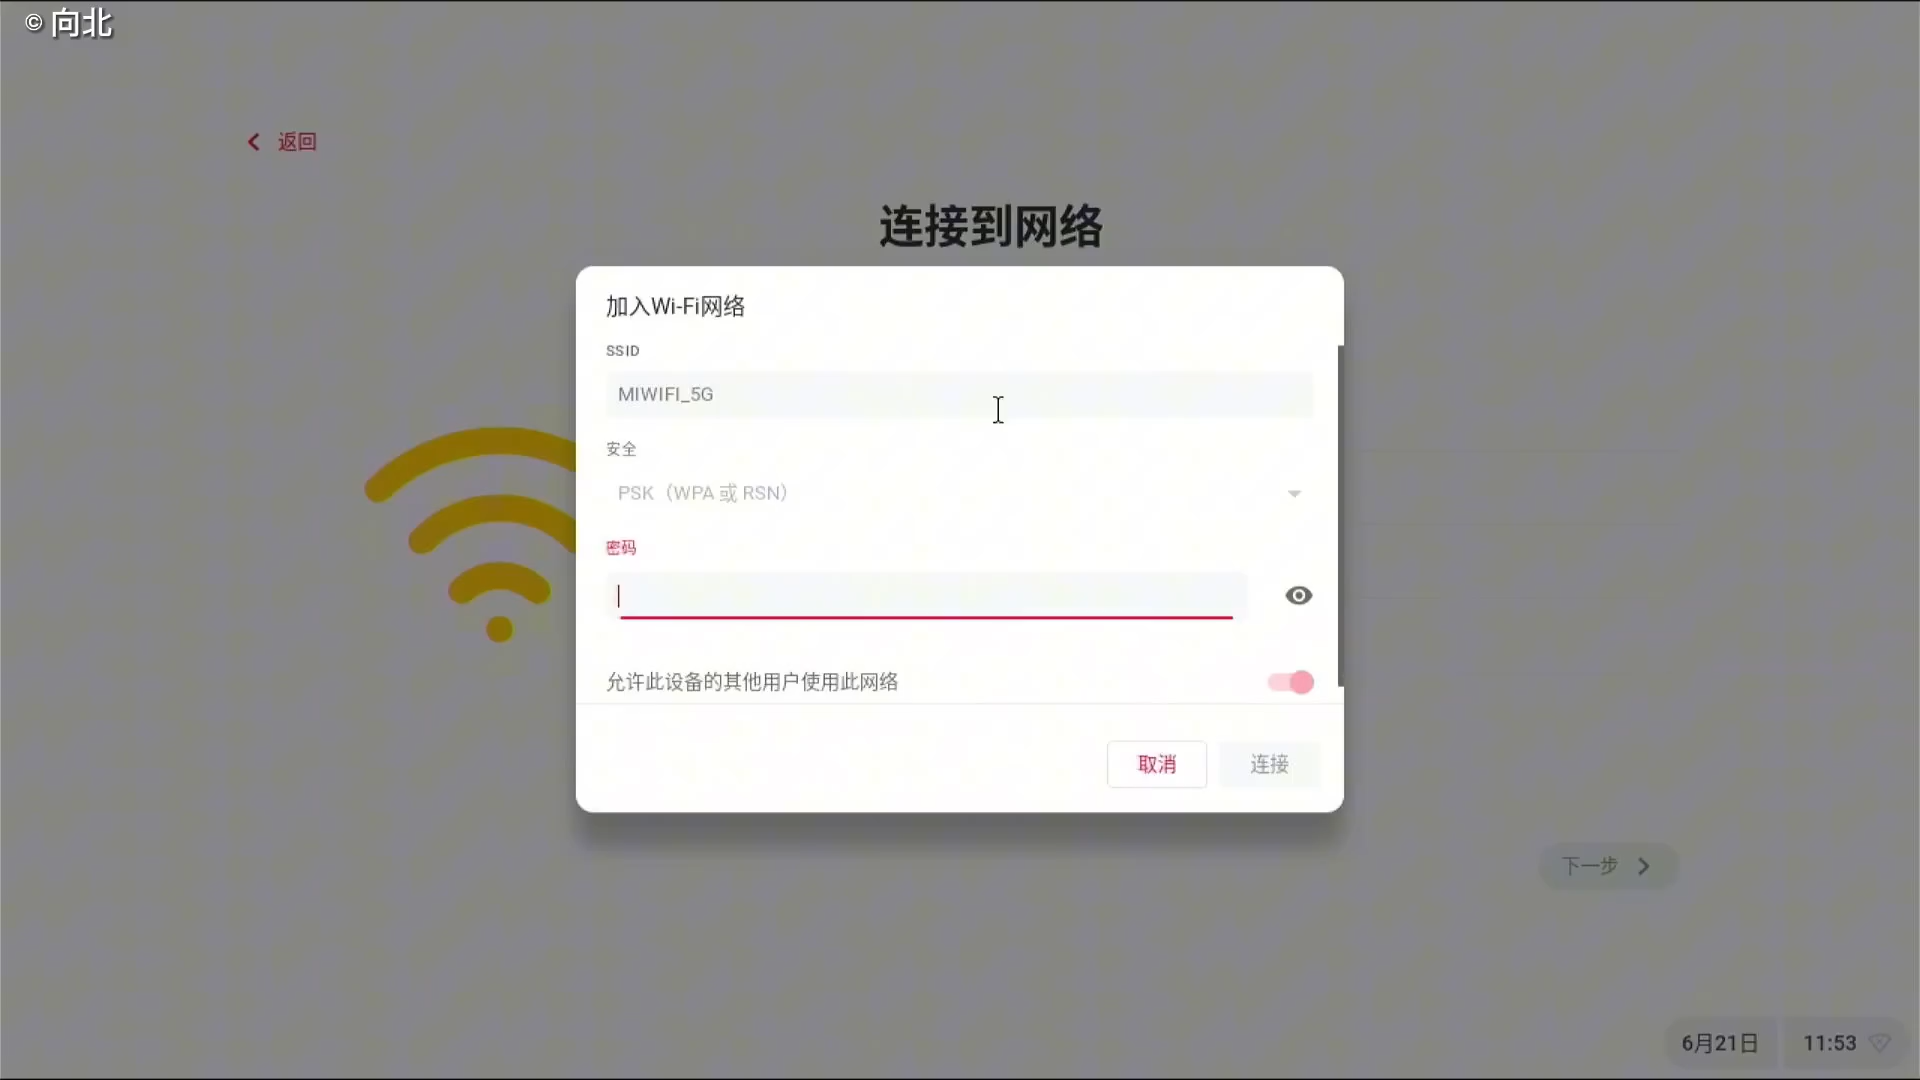 © 向北
返回
连接到网络
加入Wi-Fi网络
SSID
MIWIFI_5G
安全
PSK（WPA 或 RSN）
密码
允许此设备的其他用户使用此网络
取消
连接
下一步
6月21日
11:53